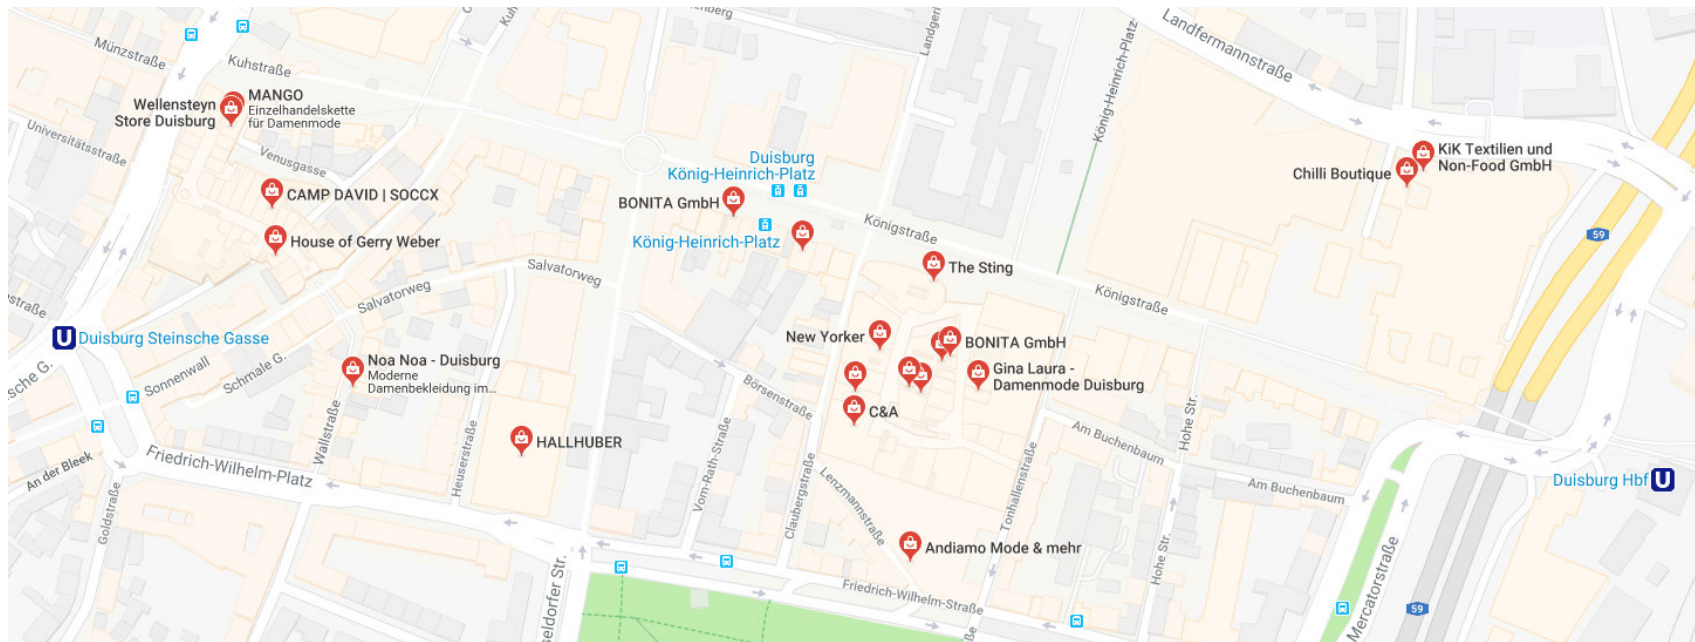 Münzstraße
Kuhstraße
Wellensteyn
Store Duisburg
MANGO
Einzelhandelskette
für Damenmode
Universitätsstraße
Venusgasse
CAMP DAVID | SOCCX
House of Gerry Weber
Duisburg
König-Heinrich-Platz
BONITA GmbH
König-Heinrich-Platz
Landfermannstraße
König-Heinrich-Platz
KiK Textilien und
Non-Food GmbH
Chilli Boutique
59
Königstraße
The Sting
Königstraße
Salvatorweg
Salvatorweg
U Duisburg Steinsche Gasse
New Yorker
BONITA GmbH
Gina Laura -
Damenmode Duisburg
C&A
Noa Noa - Duisburg
Moderne
Damenbekleidung im...
Sonnenwall
Schmale G.
Börsenstraße
HALLHUBER
Wallstraße
Heuserstraße
Vom-Rath-Straße
Claubergstraße
Lenzmannstraße
Tonhallenstraße
Am Buchenbaum
Hohe Str.
Am Buchenbaum
Duisburg Hbf U
An der Bleek
Friedrich-Wilhelm-Platz
Goldstraße
Andiamo Mode & mehr
Hohe Str.
Friedrich-Wilhelm-Straße
Mercatorstraße
59
seldorfer Str.